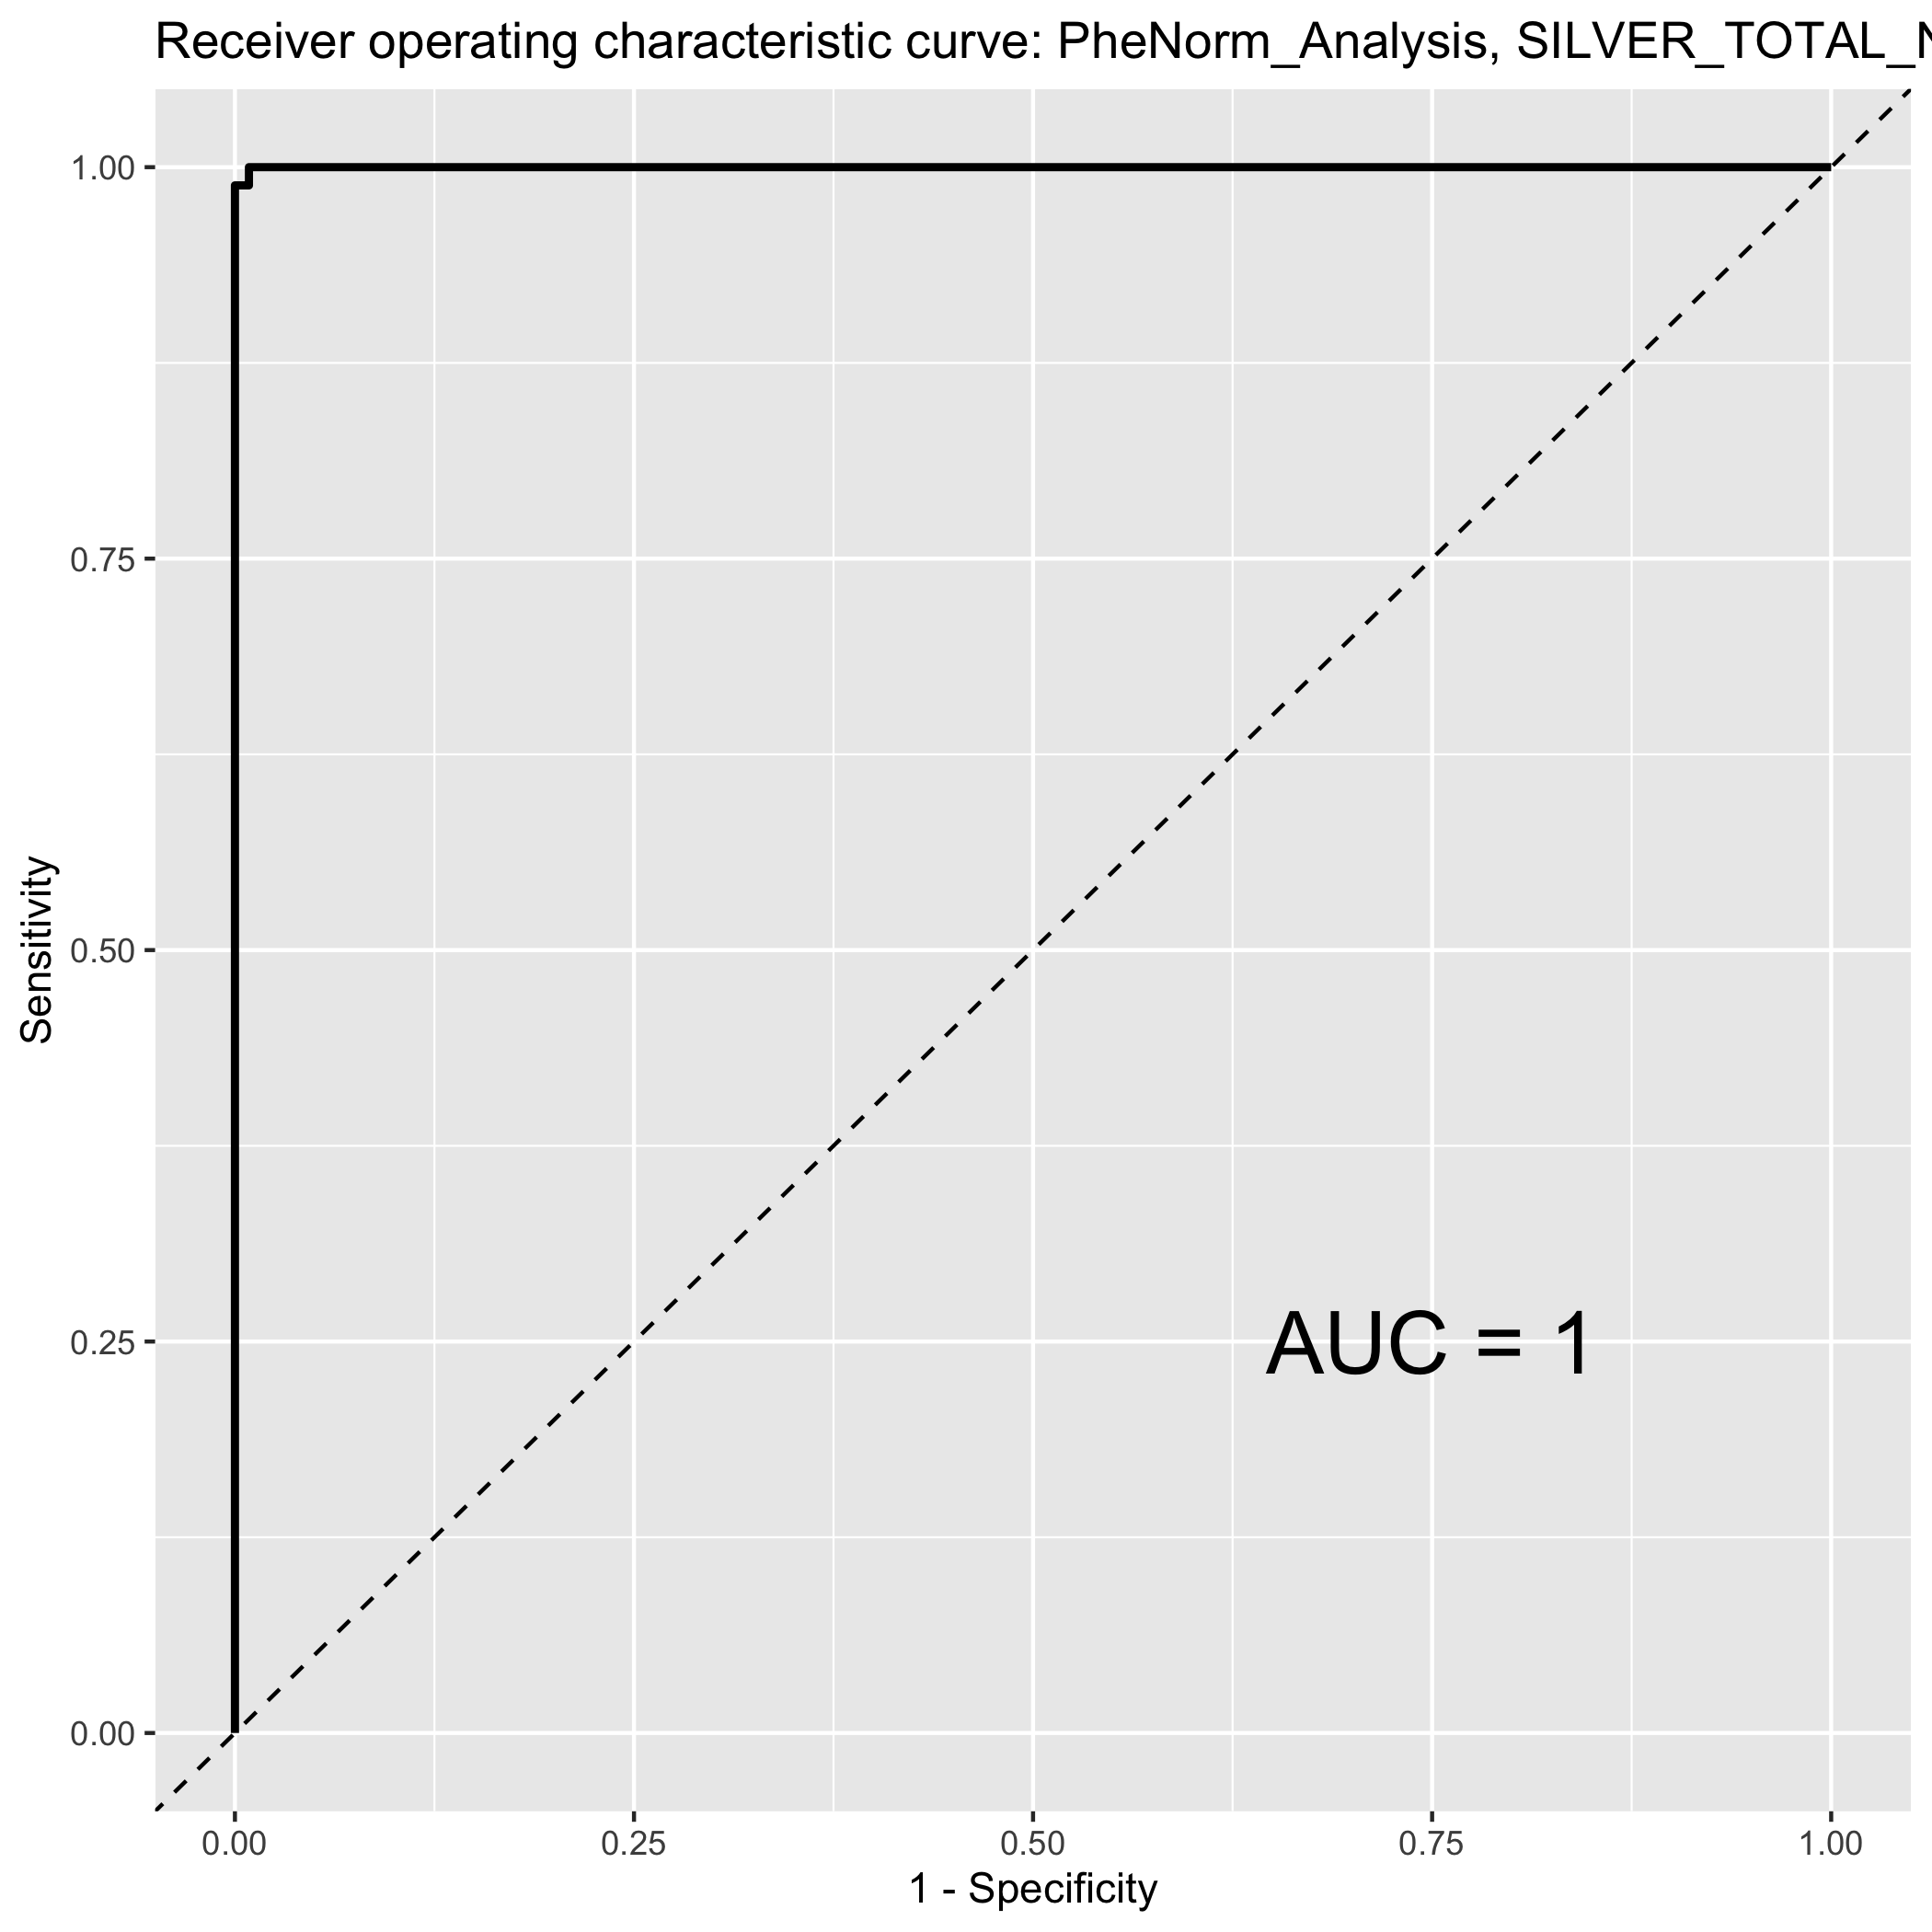 Receiver operating characteristic curve: PheNorm_Analysis, SILVER_TOTAL_
1.00
0.75
0.50
0.25
0.00
Sensitivity
AUC = 1
0.00 0.25 0.50 0.75 1.00
1 - Specificity